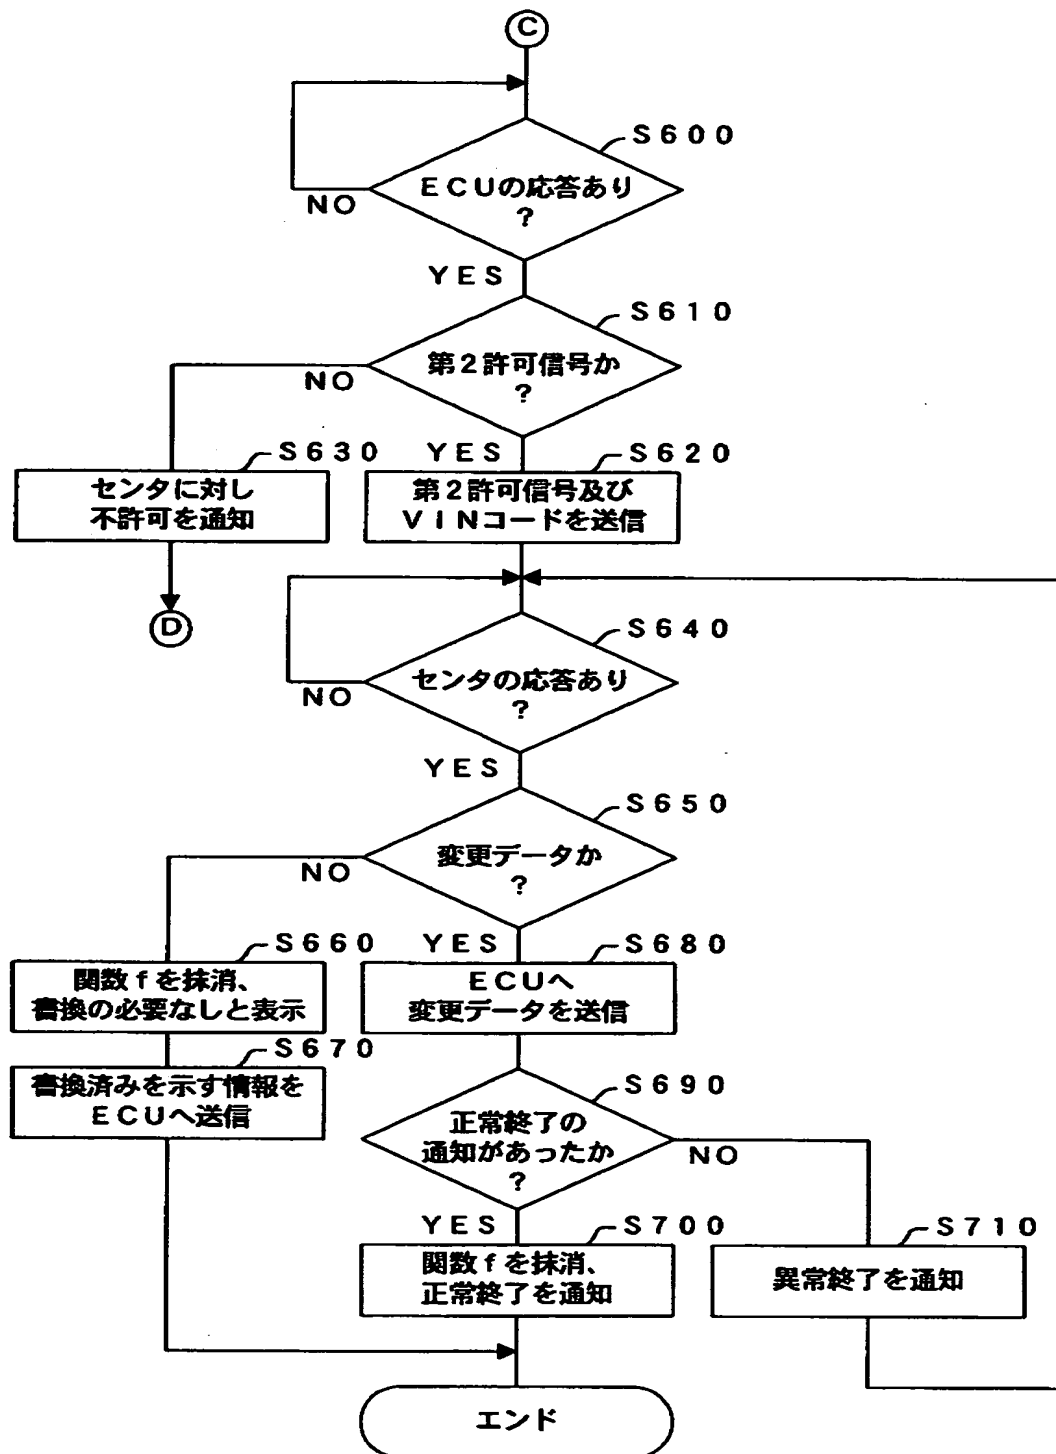 C
S600
ECUの応答あり
?
NO
YES
S610
第2許可信号か
?
NO
YES
S630
センタに対し
不許可を通知
S620
第2許可信号及び
VINコードを送信
D
S640
センタの応答あり
?
NO
YES
S650
変更データか
?
NO
YES
S660
関数fを抹消、
書換の必要なしと表示
S680
ECUへ
変更データを送信
S670
書換済みを示す情報を
ECUへ送信
S690
正常終了の
通知があったか
?
NO
YES
S700
関数fを抹消、
正常終了を通知
S710
異常終了を通知
エンド